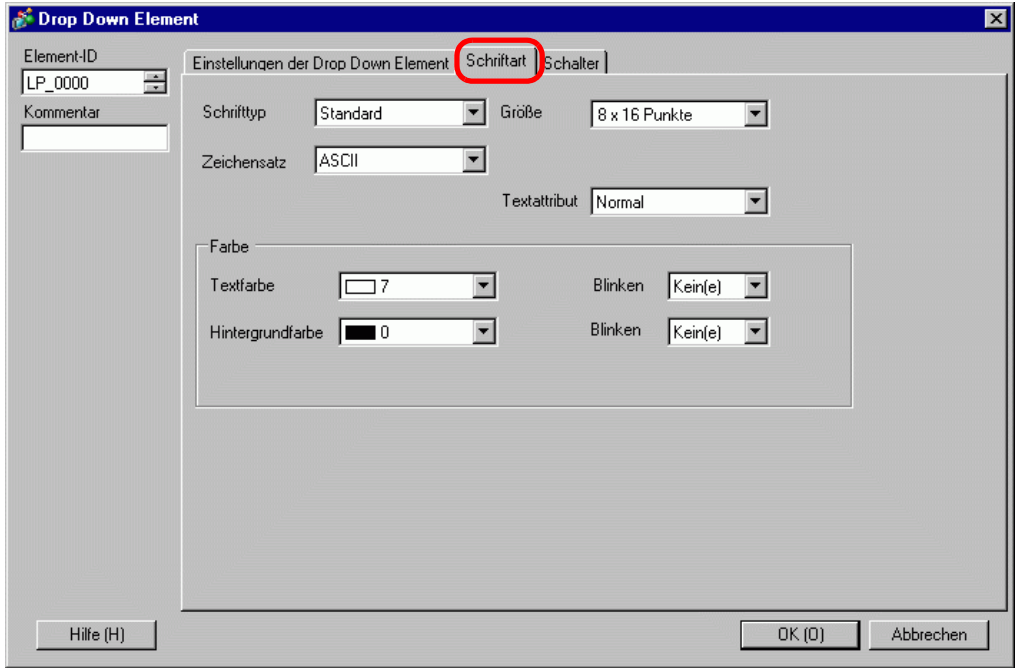 Drop Down Element
Element-ID
LP_0000
Kommentar
Einstellungen der Drop Down Element
Schriftart
Schalter
Schrifttyp
Standard
Größe
8 x 16 Punkte
Zeichensatz
ASCII
Textattribut
Normal
Farbe
Textfarbe
7
Blinken
Kein(e)
Hintergrundfarbe
0
Blinken
Kein(e)
Hilfe (H)
OK (O)
Abbrechen